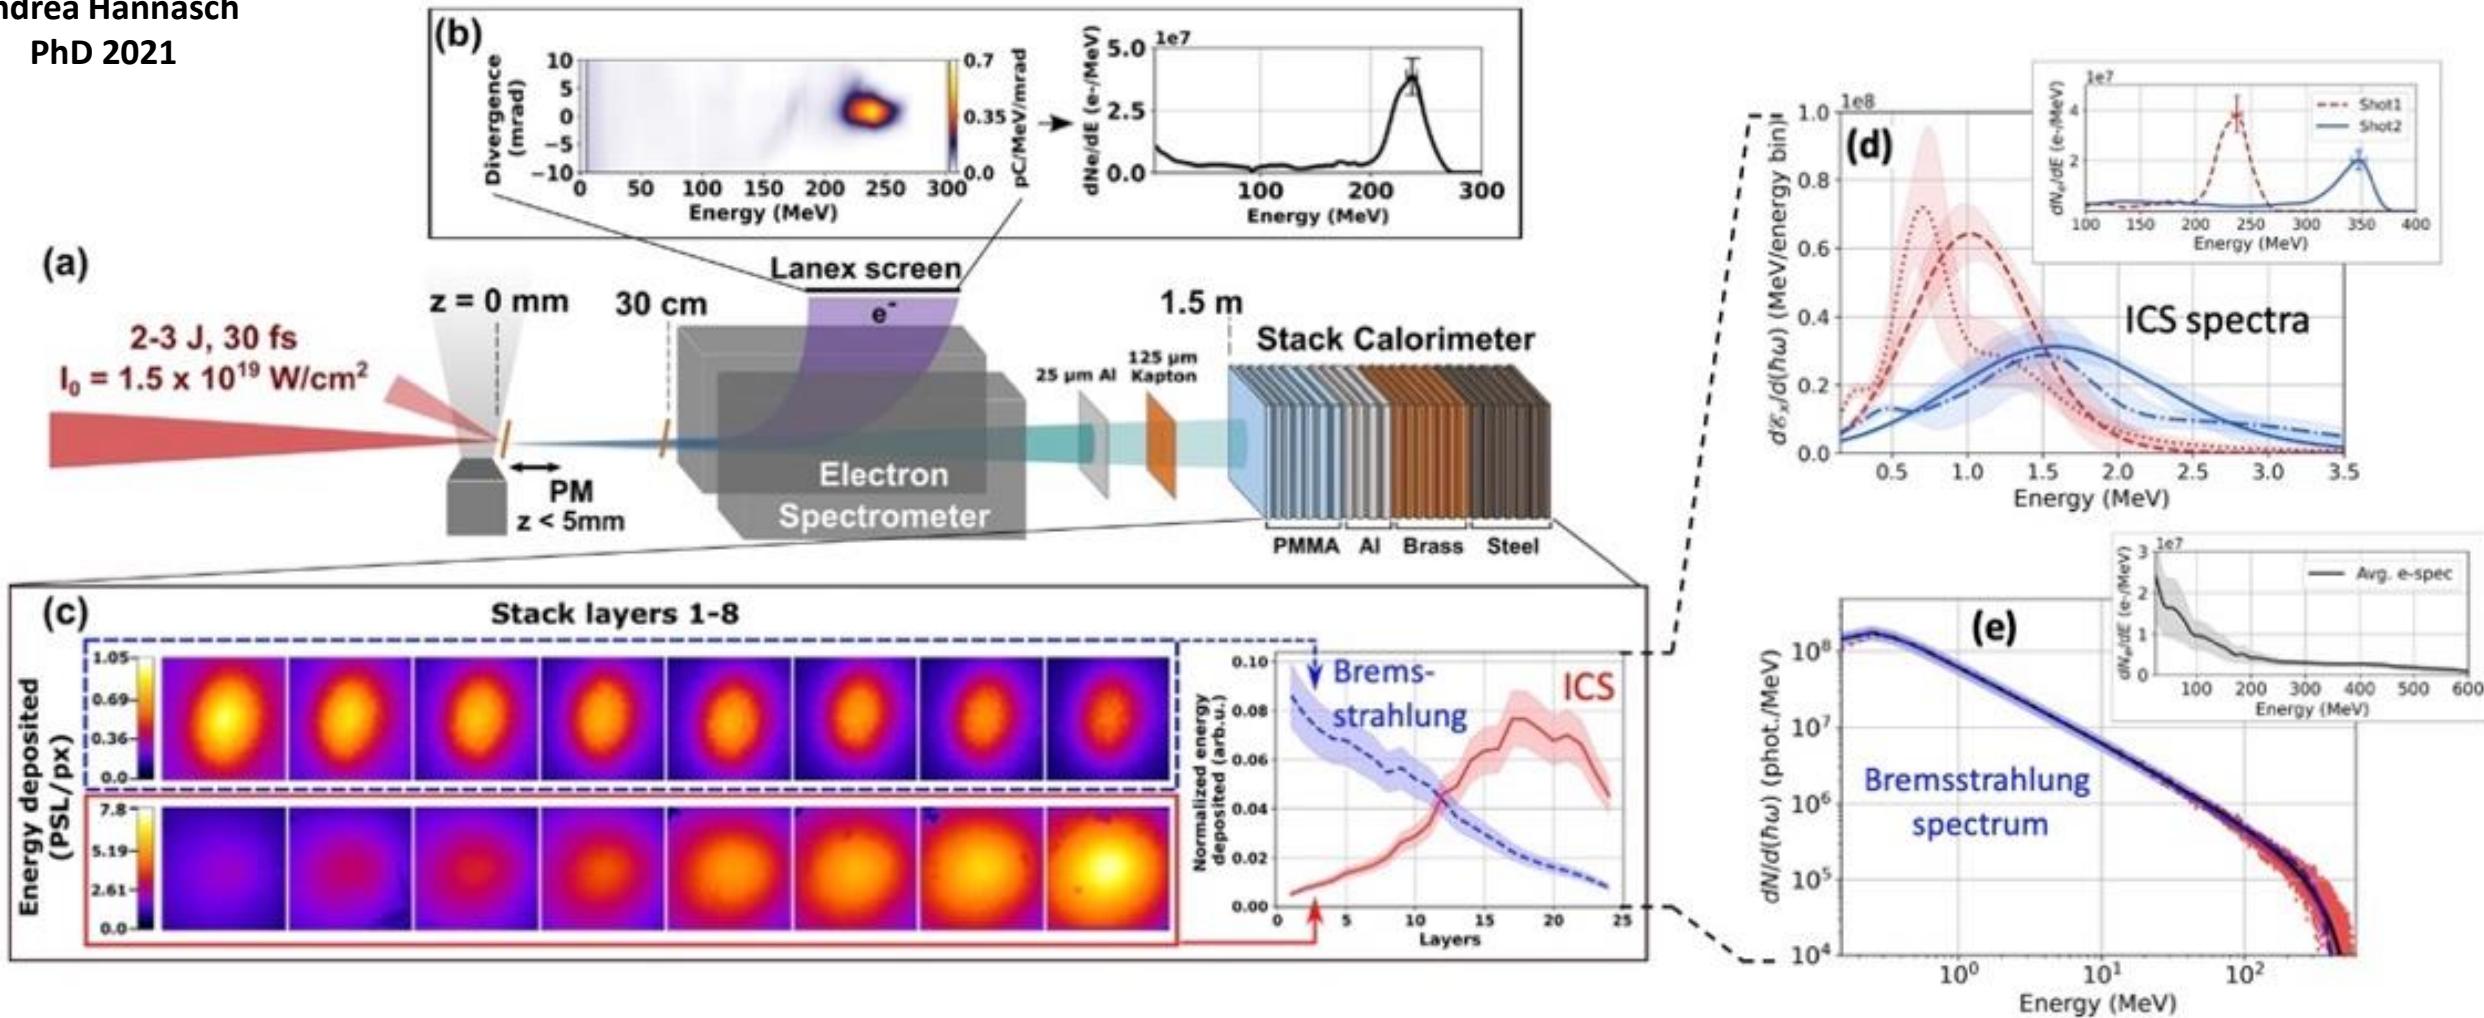 ndrea Hannasch
PhD 2021
(b)
Divergence
(mrad)
10
5
0
−5
−10
0 50 100 150 200 250 300
Energy (MeV)
0.7
0.35
0.0
pC/MeV/mrad
1e7
dNe/dE (e-/MeV)
5.0
2.5
0.0
100 200 300
Energy (MeV)
(a)
2-3 J, 30 fs
I₀ = 1.5 x 10¹⁹ W/cm²
z = 0 mm
30 cm
Lanex screen
e⁻
1.5 m
Stack Calorimeter
25 µm Al
125 µm
Kapton
PM
z < 5mm
Electron
Spectrometer
PMMA Al Brass Steel
(c)
Stack layers 1-8
Energy deposited
(PSL/px)
1.05
0.69
0.36
0.0
7.8
5.19
2.61
0.0
Normalized energy
deposited (arb.u.)
0.10
0.08
0.06
0.04
0.02
0.00
0 5 10 15 20 25
Layers
Brems-
strahlung
ICS
(d)
1e8
dℰₓ/d(ħω) (MeV/energy bin)
1.0
0.8
0.6
0.4
0.2
0.0
0.5 1.0 1.5 2.0 2.5 3.0 3.5
Energy (MeV)
ICS spectra
1e7
dNₑ/dE (e-/MeV)
4
2
100 150 200 250 300 350 400
Energy (MeV)
Shot1
Shot2
(e)
dN/d(ħω) (phot./MeV)
10⁸
10⁷
10⁶
10⁵
10⁴
10⁰ 10¹ 10²
Energy (MeV)
Bremsstrahlung
spectrum
1e7
dNₑ/dE (e-/MeV)
3
2
1
0
100 200 300 400 500 600
Energy (MeV)
Avg. e-spec